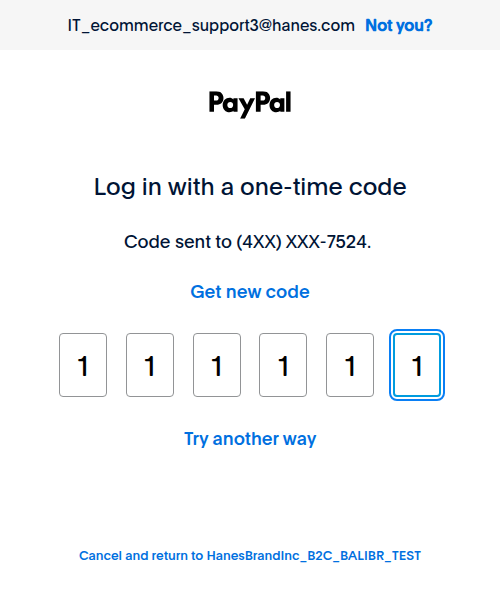 IT_ecommerce_support3@hanes.com Not you?
PayPal
Log in with a one-time code
Code sent to (4XX) XXX-7524.
Get new code
1 1 1 1 1 1
Try another way
Cancel and return to HanesBrandInc_B2C_BALIBR_TEST